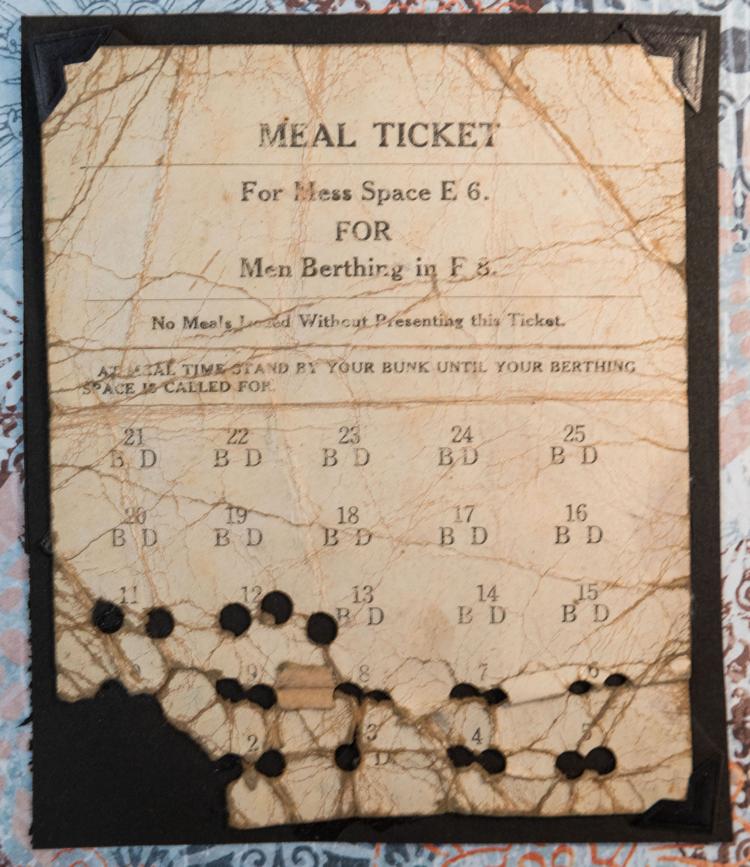 MEAL TICKET
For Mess Space E 6.
FOR
Men Berthing in F 8.
No Meals Issued Without Presenting this Ticket.
AT MEAL TIME STAND BY YOUR BUNK UNTIL YOUR BERTHING
SPACE IS CALLED FOR.
21 22 23 24 25
B D B D B D B D B D
20 19 18 17 16
B D B D B D B D B D
11 12 13 14 15
B D B D B D
9 8 7 6
2 3 4 5
D